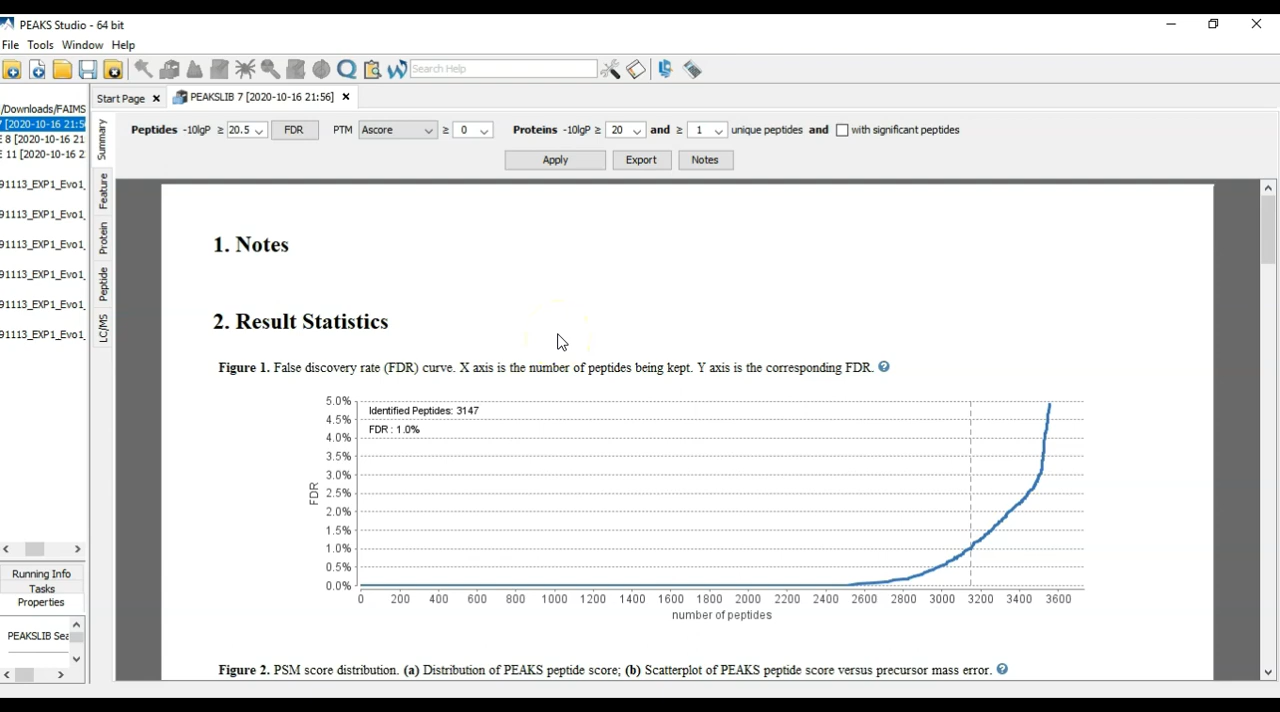 PEAKS Studio - 64 bit
File Tools Window Help
Search Help
/Downloads/FAIMS
Start Page
PEAKSLIB 7 [2020-10-16 21:56]
7 [2020-10-16 21:5
E 8 [2020-10-16 21
E 11 [2020-10-16 2
91113_EXP1_Evo1_
91113_EXP1_Evo1_
91113_EXP1_Evo1_
91113_EXP1_Evo1_
91113_EXP1_Evo1_
91113_EXP1_Evo1_
Running Info
Tasks
Properties
PEAKSLIB Sea
Summary
Feature
Protein
Peptide
LC/MS
Peptides -10lgP ≥ 20.5 FDR PTM Ascore ≥ 0 Proteins -10lgP ≥ 20 and ≥ 1 unique peptides and with significant peptides
Apply Export Notes
1. Notes
2. Result Statistics
Figure 1. False discovery rate (FDR) curve. X axis is the number of peptides being kept. Y axis is the corresponding FDR.
Identified Peptides: 3147
FDR : 1.0%
FDR
5.0%
4.5%
4.0%
3.5%
3.0%
2.5%
2.0%
1.5%
1.0%
0.5%
0.0%
0 200 400 600 800 1000 1200 1400 1600 1800 2000 2200 2400 2600 2800 3000 3200 3400 3600
number of peptides
Figure 2. PSM score distribution. (a) Distribution of PEAKS peptide score; (b) Scatterplot of PEAKS peptide score versus precursor mass error.